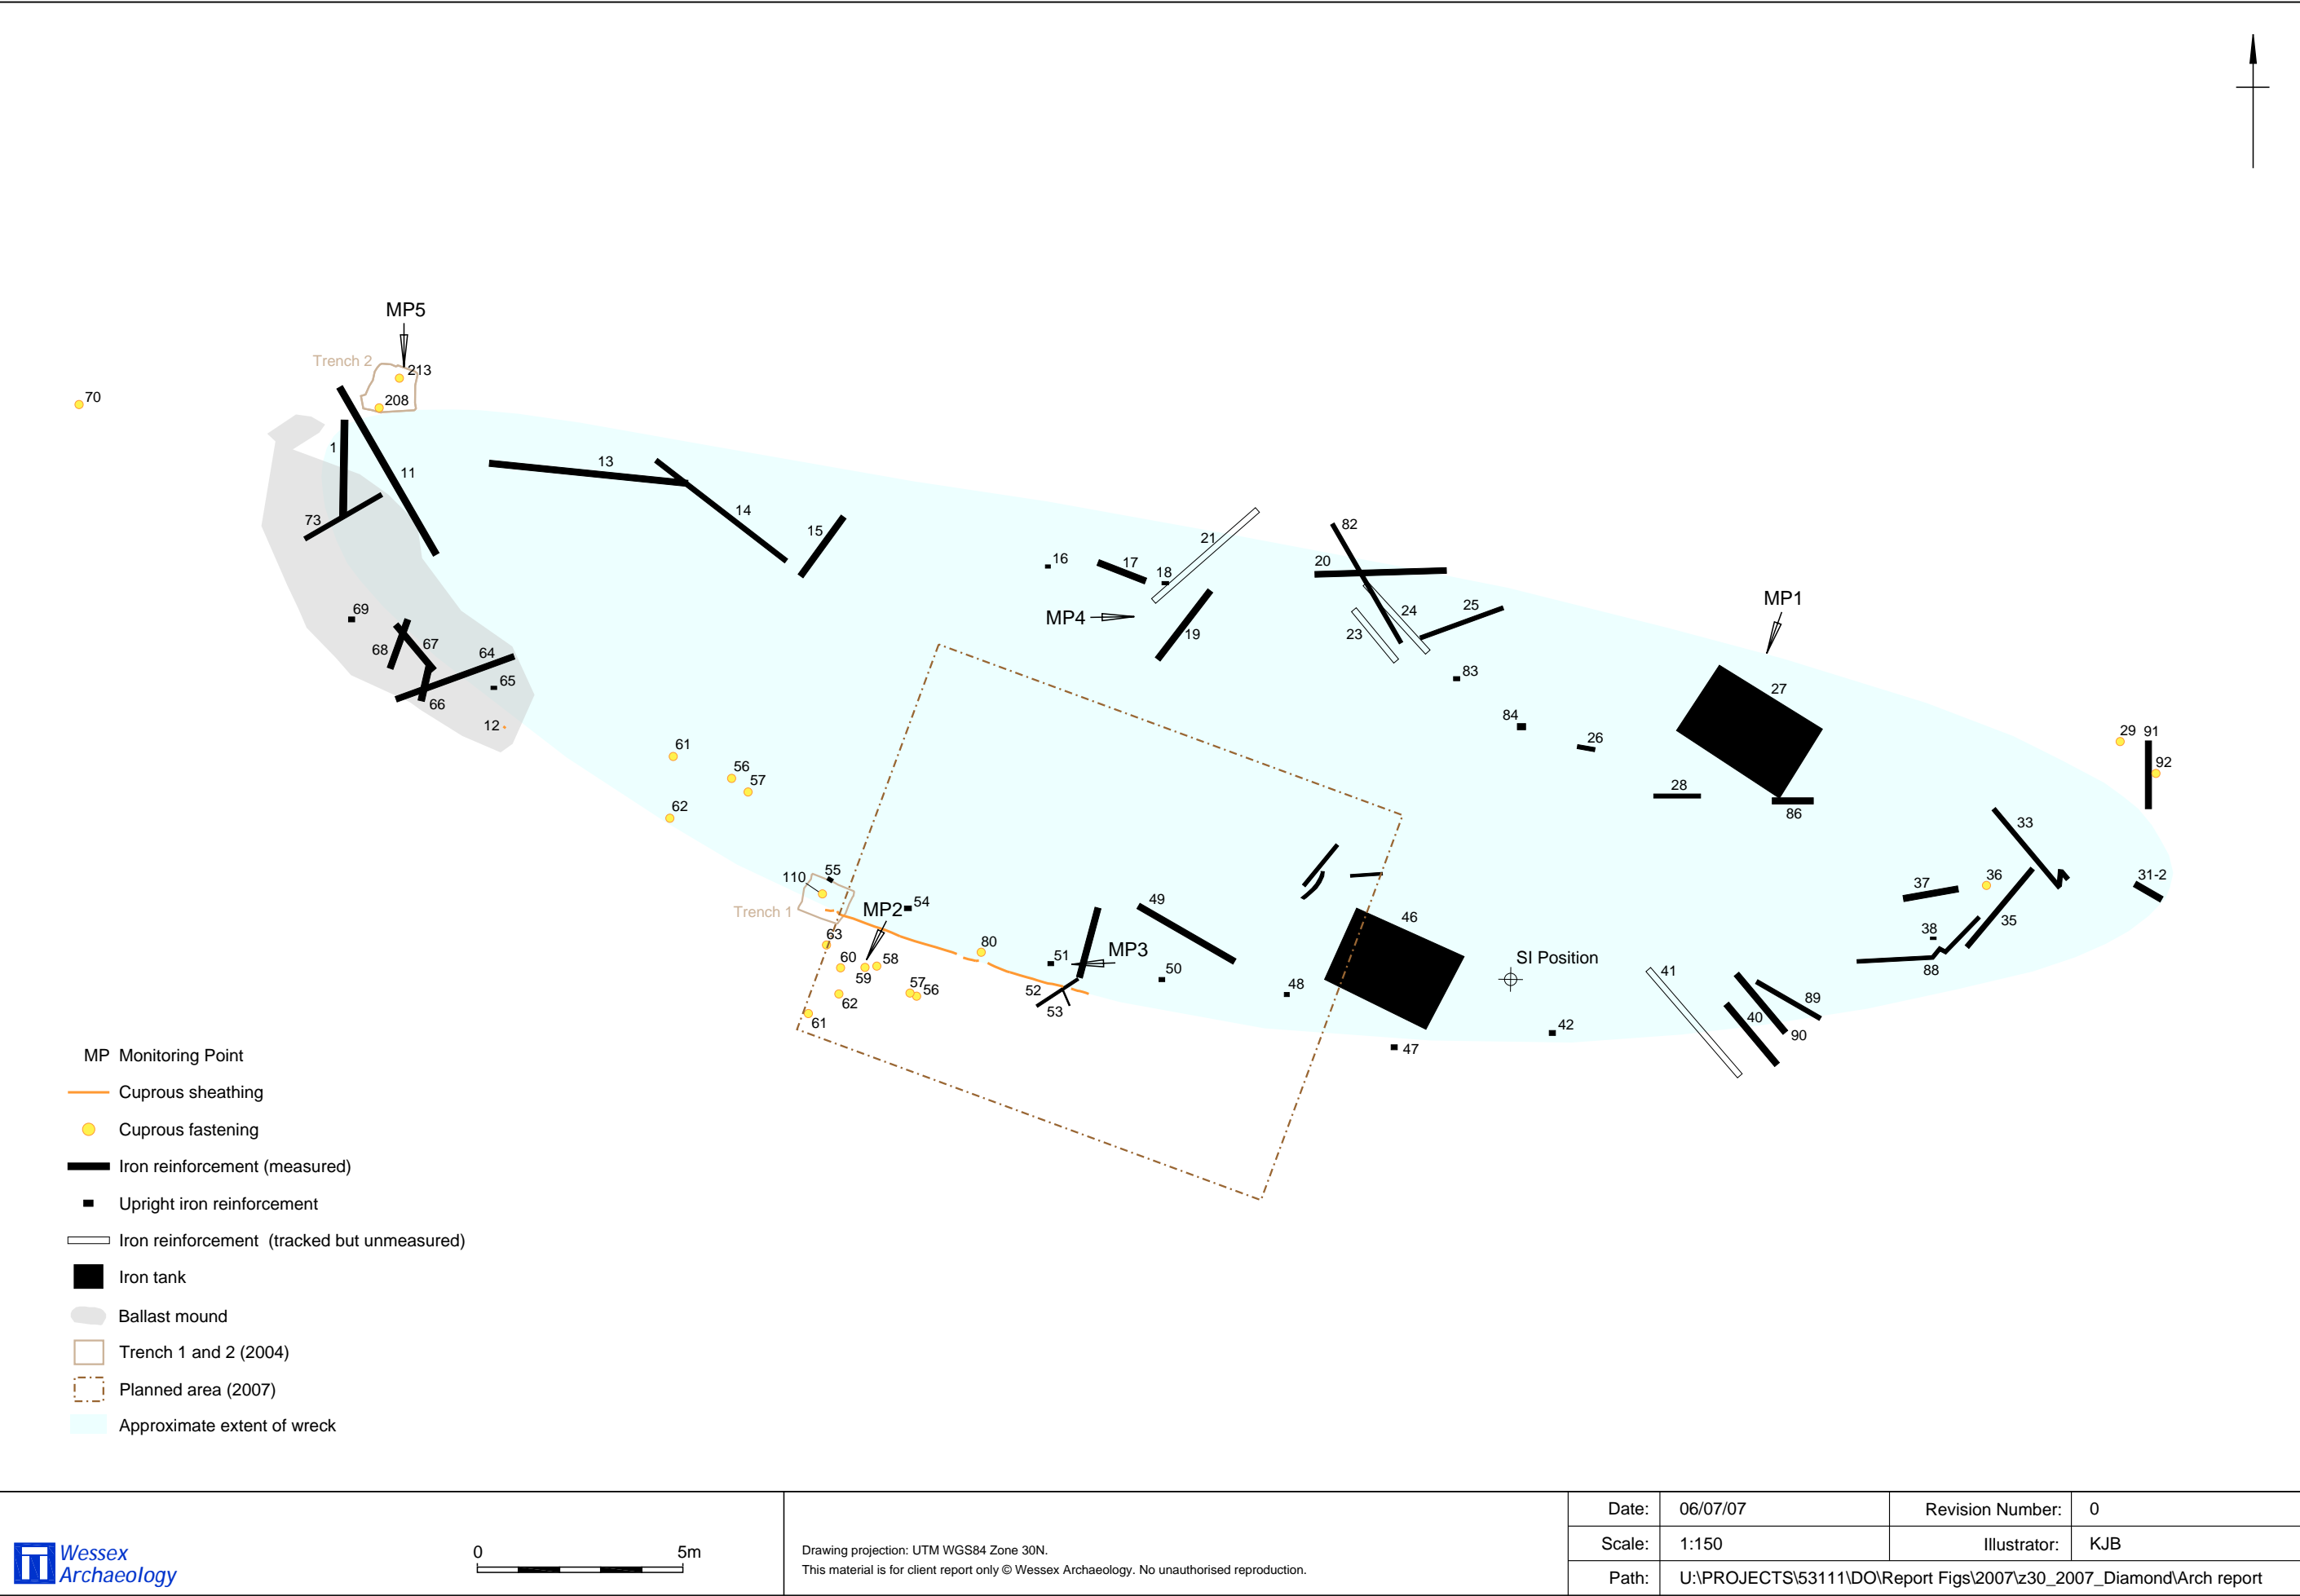 MP5
Trench 2
213
70
208
1
13
11
14
73
15
21
82
20
16
17
18
MP4
19
24
25
23
MP1
69
68
67
64
65
66
12
83
27
84
26
29 91
92
61
56
57
62
28
86
33
55
110
Trench 1
MP2
54
49
46
37
36
31-2
35
38
88
63
60
59
58
80
51
MP3
50
48
SI Position
41
57
56
62
61
52
53
47
42
89
40
90
MP Monitoring Point
Cuprous sheathing
Cuprous fastening
Iron reinforcement (measured)
Upright iron reinforcement
Iron reinforcement (tracked but unmeasured)
Iron tank
Ballast mound
Trench 1 and 2 (2004)
Planned area (2007)
Approximate extent of wreck
Wessex
Archaeology
0 5m
Drawing projection: UTM WGS84 Zone 30N.
This material is for client report only © Wessex Archaeology. No unauthorised reproduction.
Date: 06/07/07 Revision Number: 0
Scale: 1:150 Illustrator: KJB
Path: U:\PROJECTS\53111\DO\Report Figs\2007\z30_2007_Diamond\Arch report